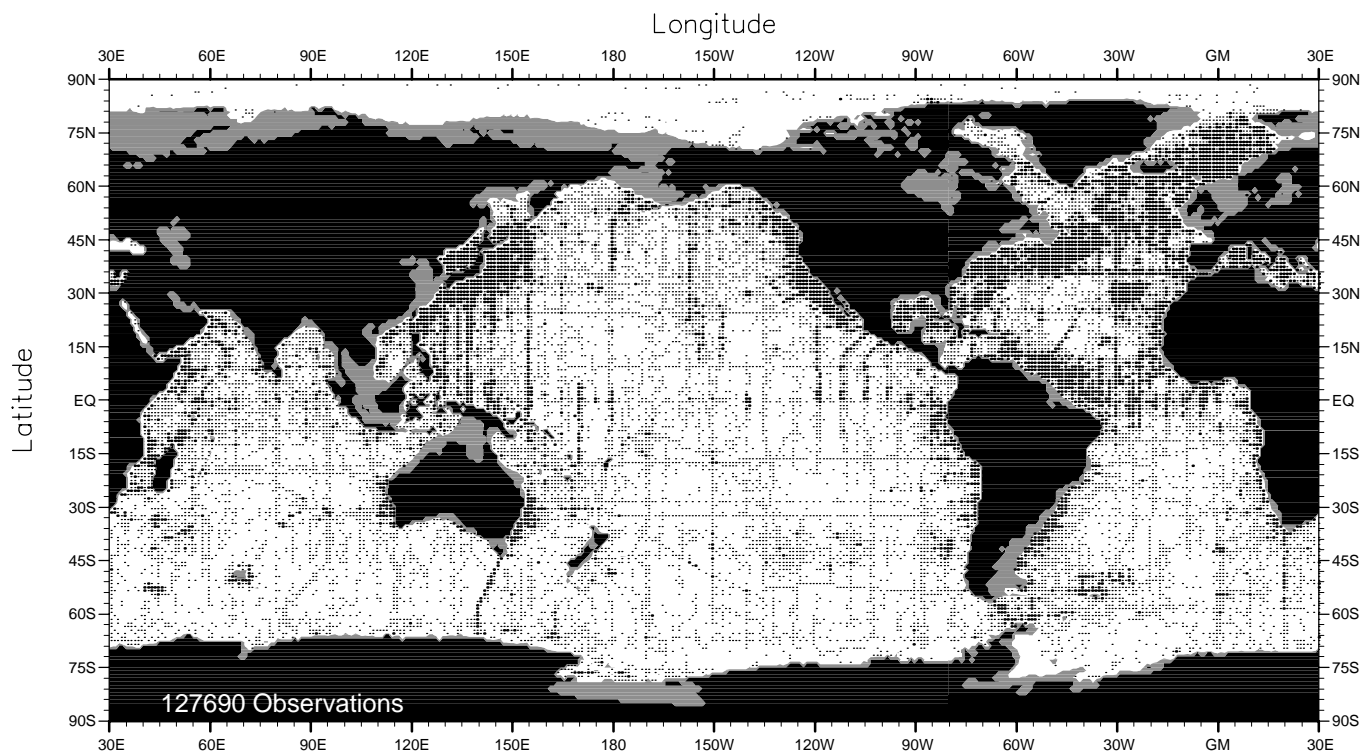 Longitude
30E 60E 90E 120E 150E 180 150W 120W 90W 60W 30W GM 30E
90N 90N
75N 75N
60N 60N
45N 45N
30N 30N
15N 15N
Latitude
EQ EQ
15S 15S
30S 30S
45S 45S
60S 60S
75S 75S
127690 Observations
90S 90S
30E 60E 90E 120E 150E 180 150W 120W 90W 60W 30W GM 30E